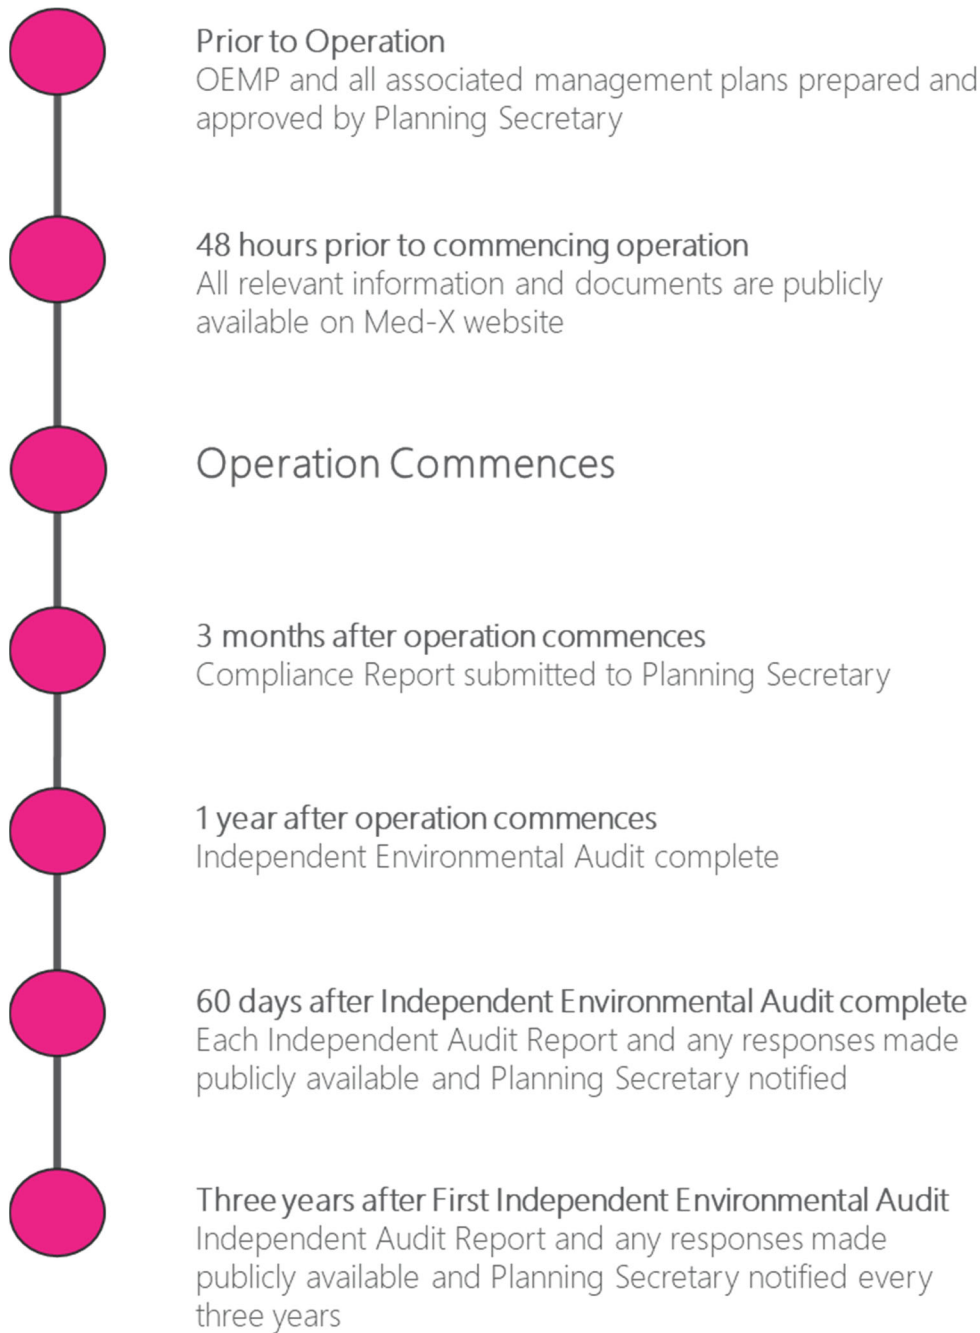 Prior to Operation
OEMP and all associated management plans prepared and
approved by Planning Secretary
48 hours prior to commencing operation
All relevant information and documents are publicly
available on Med-X website
Operation Commences
3 months after operation commences
Compliance Report submitted to Planning Secretary
1 year after operation commences
Independent Environmental Audit complete
60 days after Independent Environmental Audit complete
Each Independent Audit Report and any responses made
publicly available and Planning Secretary notified
Three years after First Independent Environmental Audit
Independent Audit Report and any responses made
publicly available and Planning Secretary notified every
three years